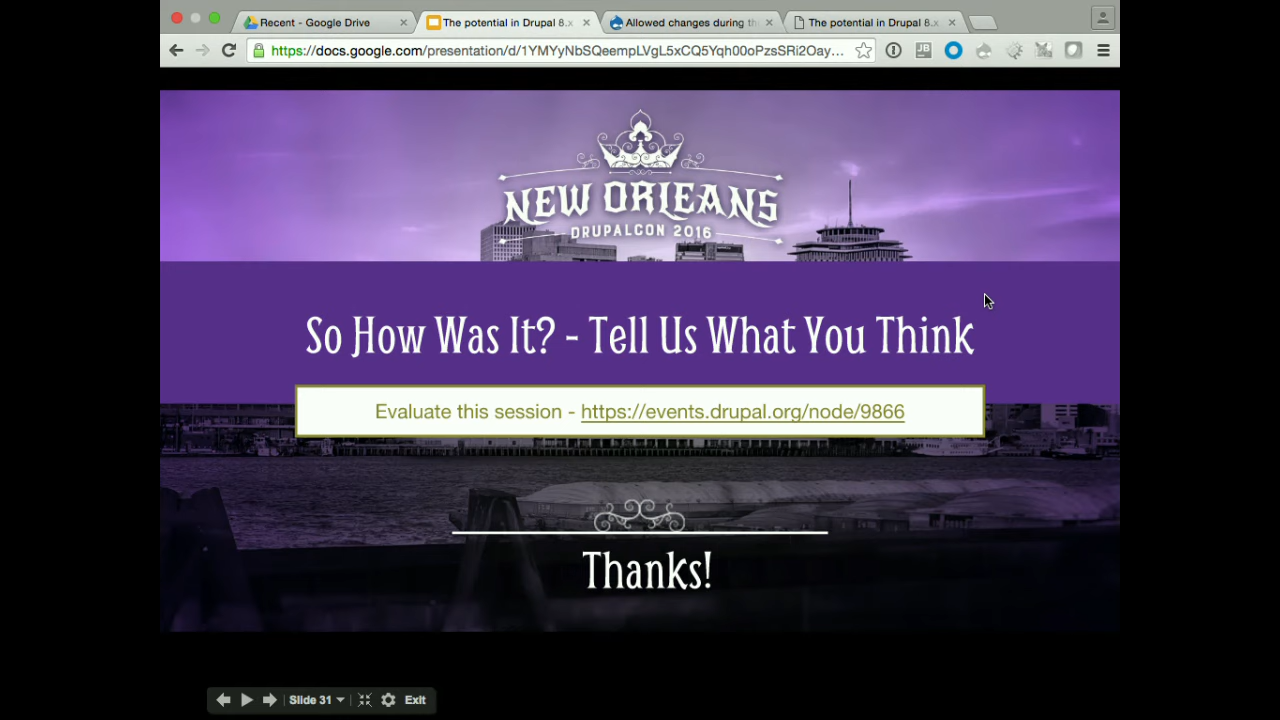 Recent - Google Drive
The potential in Drupal 8.x
Allowed changes during th
The potential in Drupal 8.x
https://docs.google.com/presentation/d/1YMYyNbSQeempLVgL5xCQ5Yqh00oPzsSRi2Oay...
JB
NEW ORLEANS
DRUPALCON 2016
So How Was It? - Tell Us What You Think
Evaluate this session - https://events.drupal.org/node/9866
Thanks!
Slide 31
Exit